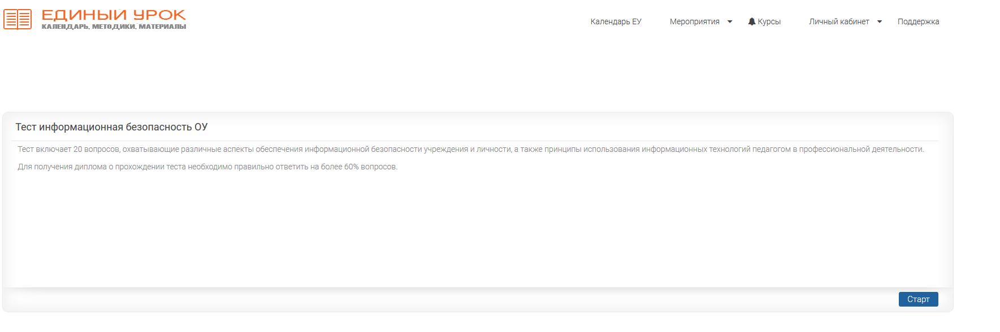 ЕДИНЫЙ УРОК
КАЛЕНДАРЬ. МЕТОДИКИ. МАТЕРИАЛЫ
Календарь ЕУ Мероприятия Курсы Личный кабинет Поддержка
Тест информационная безопасность ОУ
Тест включает 20 вопросов, охватывающие различные аспекты обеспечения информационной безопасности учреждения и личности, а также принципы использования информационных технологий педагогом в профессиональной деятельности.
Для получения диплома о прохождении теста необходимо правильно ответить на более 60% вопросов.
Старт